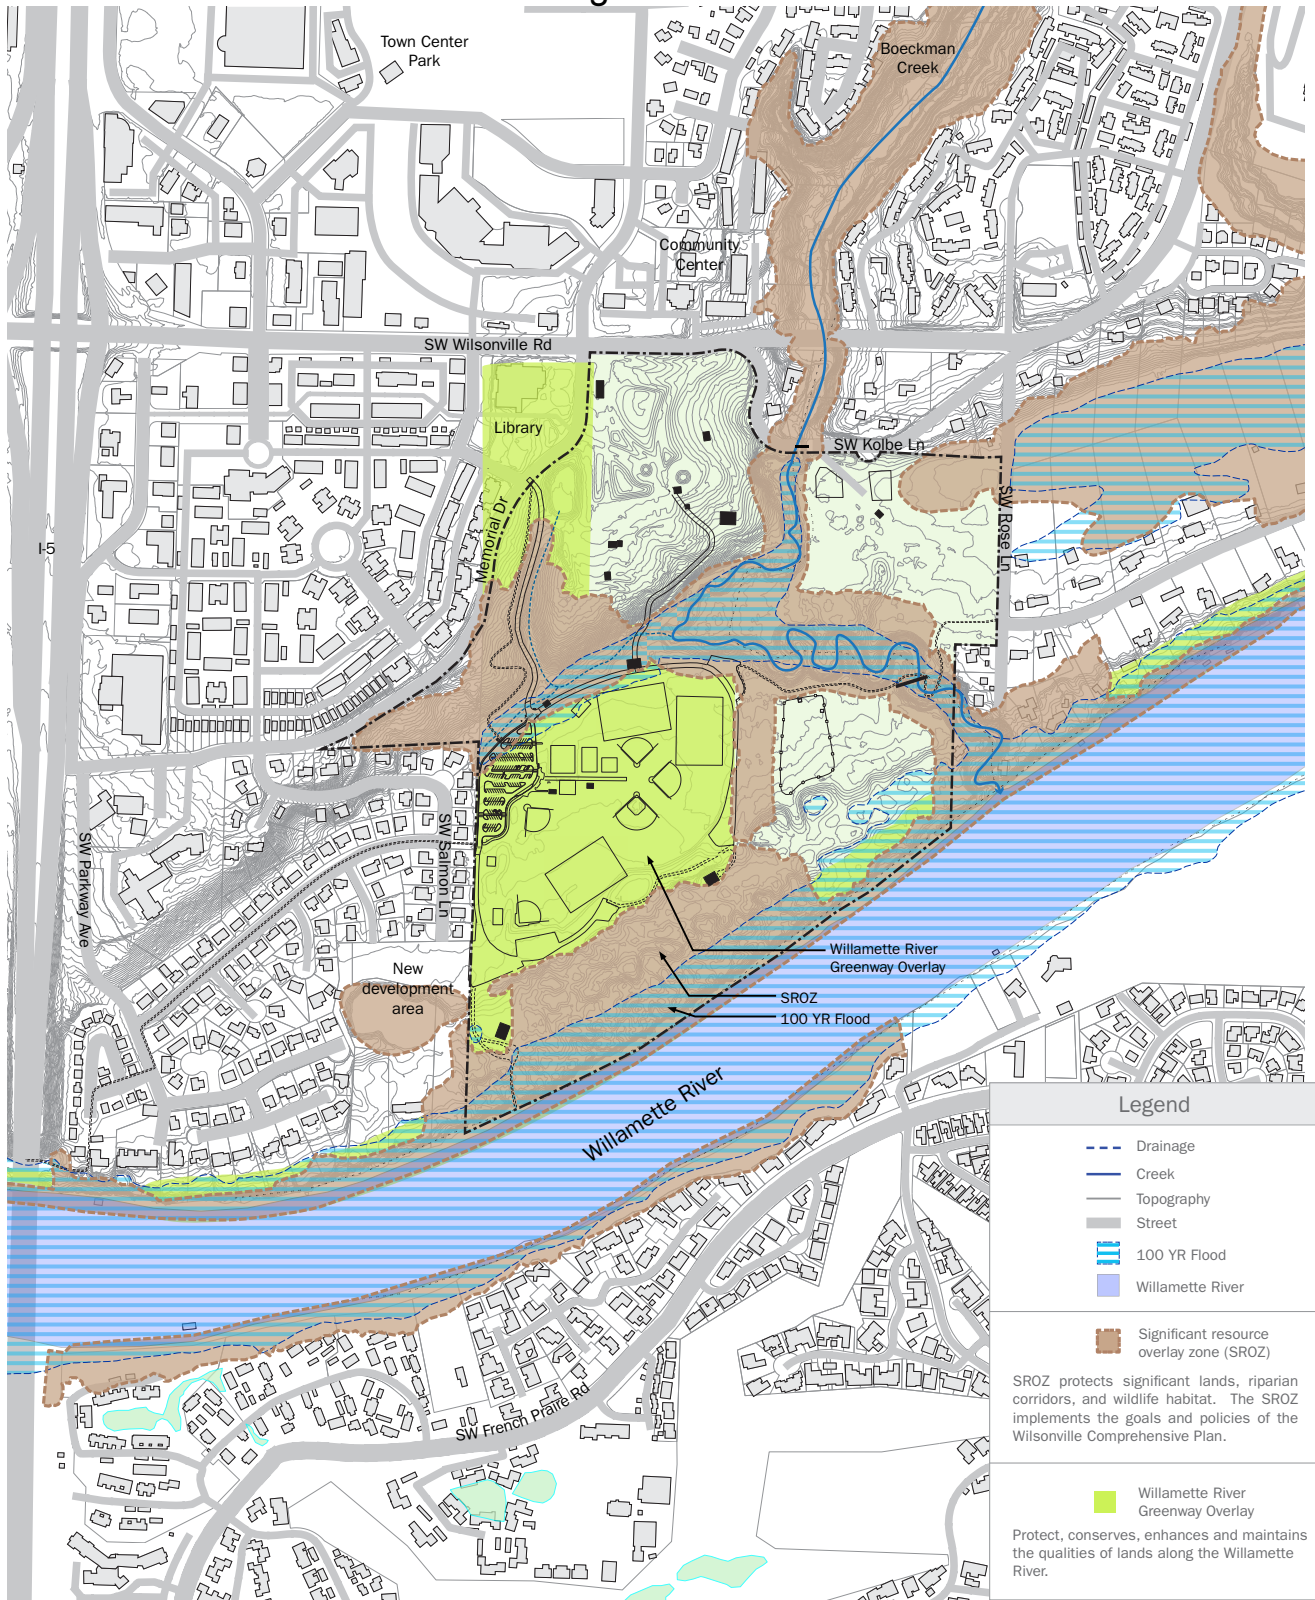 Town Center
Park
Boeckman
Creek
Community
Center
SW Wilsonville Rd
Library
SW Kolbe Ln
Memorial Dr
SW Rose Ln
I-5
SW Parkway Ave
SW Salmon Ln
New
development
area
Willamette River
Greenway Overlay
SROZ
100 YR Flood
Willamette River
SW French Praire Rd
Legend
Drainage
Creek
Topography
Street
100 YR Flood
Willamette River
Significant resource
overlay zone (SROZ)
SROZ protects significant lands, riparian
corridors, and wildlife habitat. The SROZ
implements the goals and policies of the
Wilsonville Comprehensive Plan.
Willamette River
Greenway Overlay
Protect, conserves, enhances and maintains
the qualities of lands along the Willamette
River.